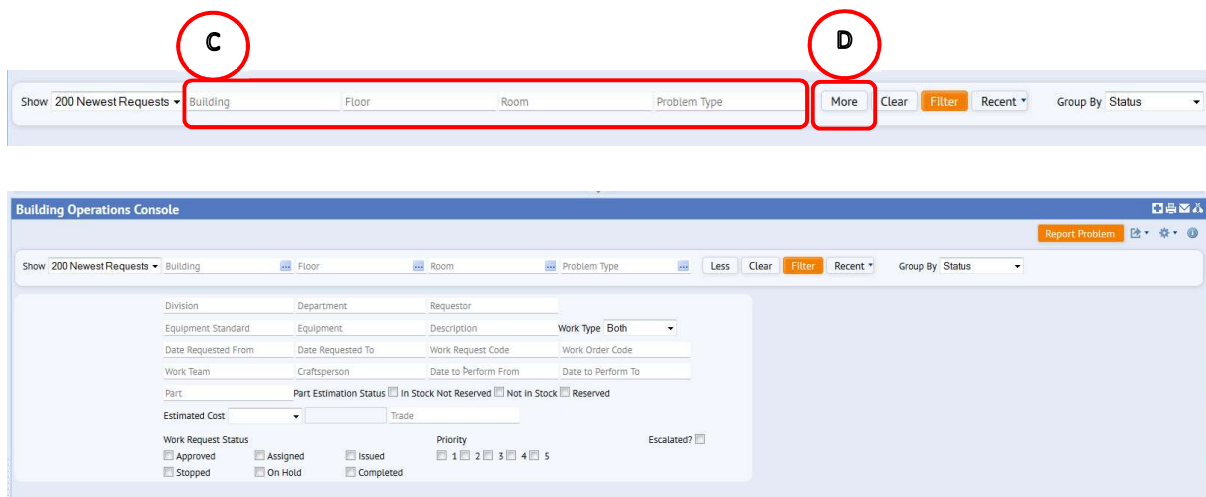 C D
Show 200 Newest Requests Building Floor Room Problem Type More Clear Filter Recent Group By Status
Building Operations Console
Report Problem
Show 200 Newest Requests Building Floor Room Problem Type Less Clear Filter Recent Group By Status
Division Department Requestor
Equipment Standard Equipment Description Work Type Both
Date Requested From Date Requested To Work Request Code Work Order Code
Work Team Craftsperson Date to Perform From Date to Perform To
Part Part Estimation Status In Stock Not Reserved Not in Stock Reserved
Estimated Cost Trade
Work Request Status Priority Escalated?
Approved Assigned Issued 1 2 3 4 5
Stopped On Hold Completed